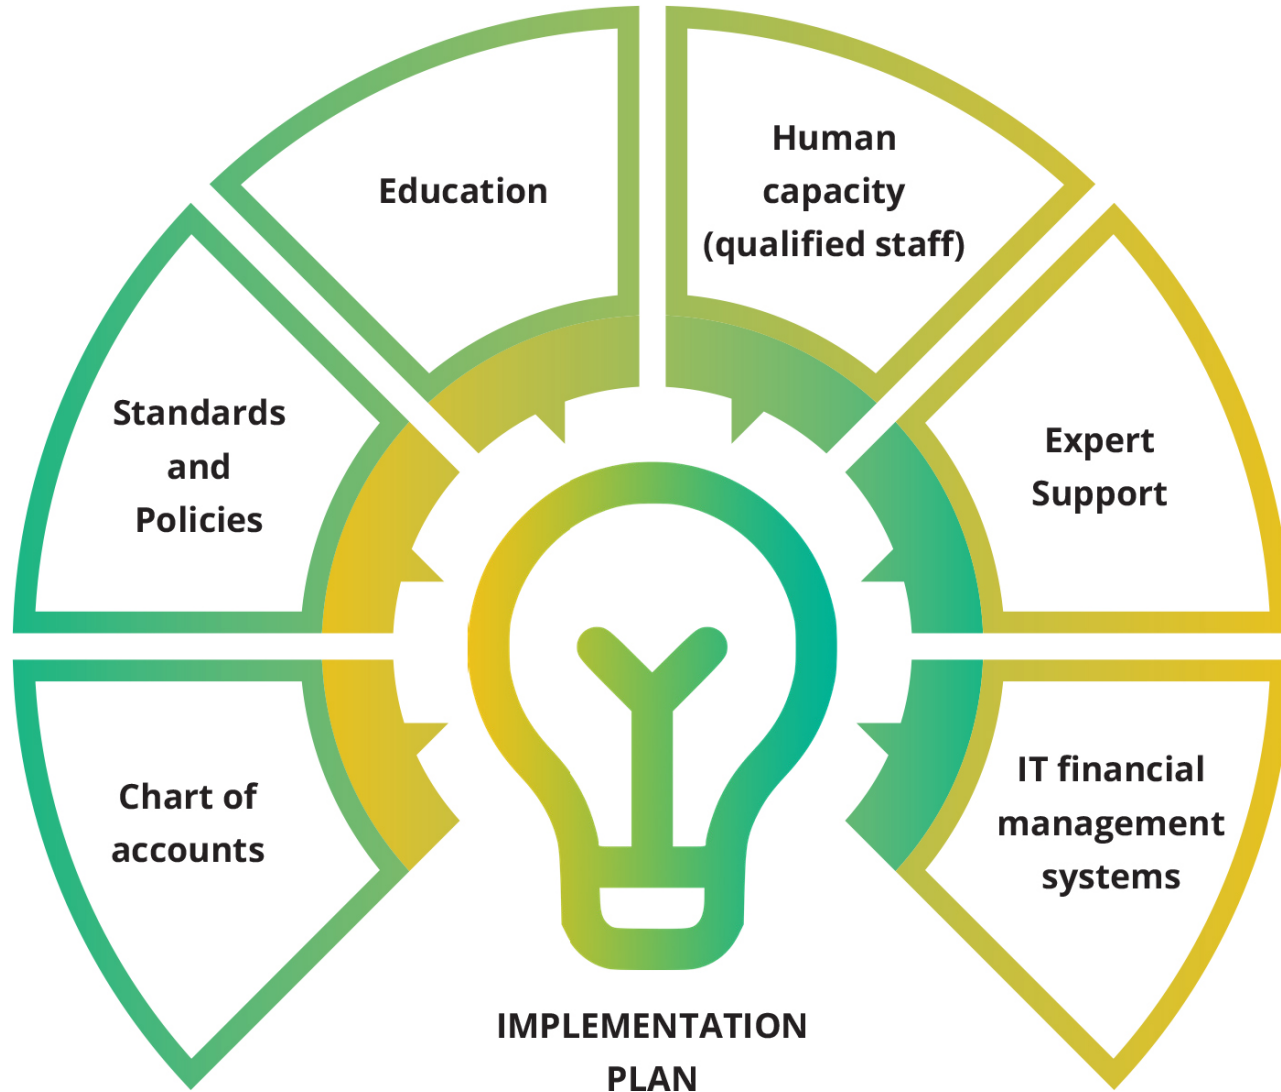 Human
capacity
(qualified staff)
Education
Standards
and
Policies
Expert
Support
Chart of
accounts
IT financial
management
systems
IMPLEMENTATION
PLAN